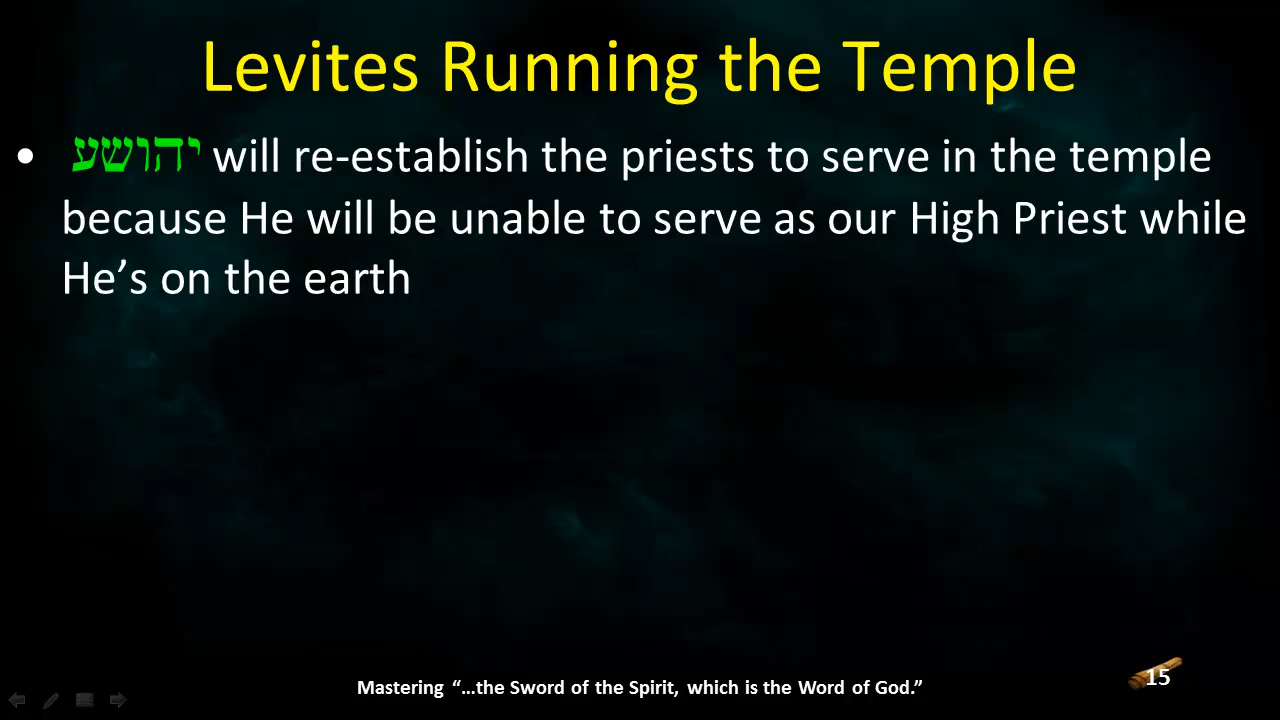 Levites Running the Temple
• יהושע will re-establish the priests to serve in the temple
because He will be unable to serve as our High Priest while
He’s on the earth
Mastering “…the Sword of the Spirit, which is the Word of God.”
15